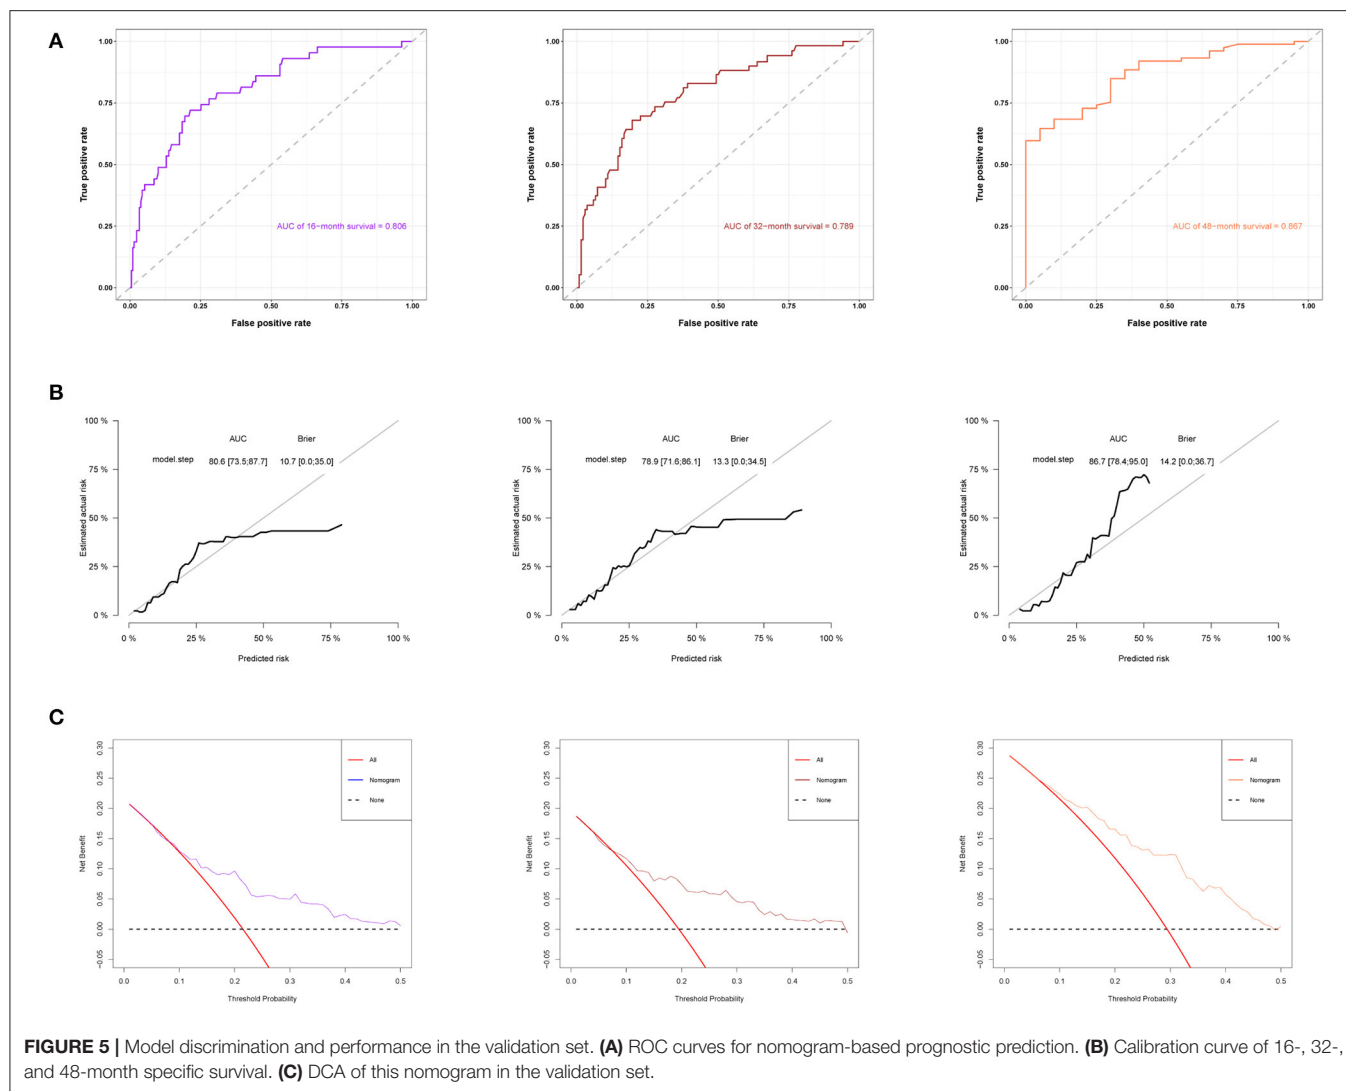 A
True positive rate
1.00
0.75
0.50
0.25
0.00
AUC of 16−month survival = 0.806
0.00 0.25 0.50 0.75 1.00
False positive rate
True positive rate
1.00
0.75
0.50
0.25
0.00
AUC of 32−month survival = 0.789
0.00 0.25 0.50 0.75 1.00
False positive rate
True positive rate
1.00
0.75
0.50
0.25
0.00
AUC of 48−month survival = 0.867
0.00 0.25 0.50 0.75 1.00
False positive rate
B
Estimated actual risk
100 %
75 %
50 %
25 %
0 %
AUC Brier
model.step 80.6 [73.5;87.7] 10.7 [0.0;35.0]
0 % 25 % 50 % 75 % 100 %
Predicted risk
Estimated actual risk
100 %
75 %
50 %
25 %
0 %
AUC Brier
model.step 78.9 [71.6;86.1] 13.3 [0.0;34.5]
0 % 25 % 50 % 75 % 100 %
Predicted risk
Estimated actual risk
100 %
75 %
50 %
25 %
0 %
AUC Brier
model.step 86.7 [78.4;95.0] 14.2 [0.0;36.7]
0 % 25 % 50 % 75 % 100 %
Predicted risk
C
Net Benefit
0.30
0.25
0.20
0.15
0.10
0.05
0.00
−0.05
All
Nomogram
None
0.0 0.1 0.2 0.3 0.4 0.5
Threshold Probability
Net Benefit
0.30
0.25
0.20
0.15
0.10
0.05
0.00
−0.05
All
Nomogram
None
0.0 0.1 0.2 0.3 0.4 0.5
Threshold Probability
Net Benefit
0.30
0.25
0.20
0.15
0.10
0.05
0.00
−0.05
All
Nomogram
None
0.0 0.1 0.2 0.3 0.4 0.5
Threshold Probability
FIGURE 5 | Model discrimination and performance in the validation set. (A) ROC curves for nomogram-based prognostic prediction. (B) Calibration curve of 16-, 32-,
and 48-month specific survival. (C) DCA of this nomogram in the validation set.